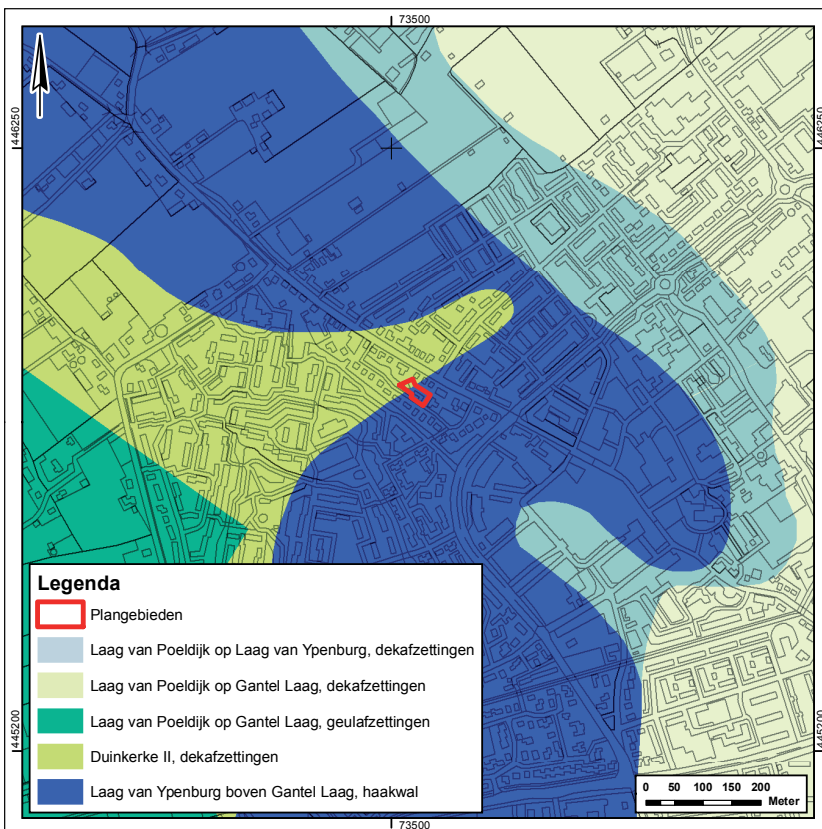 73500
446250
446250
Legenda
Plangebieden
Laag van Poeldijk op Laag van Ypenburg, dekafzettingen
Laag van Poeldijk op Gantel Laag, dekafzettingen
Laag van Poeldijk op Gantel Laag, geulafzettingen
Duinkerke II, dekafzettingen
Laag van Ypenburg boven Gantel Laag, haakwal
445200
445200
0 50 100 150 200
Meter
73500